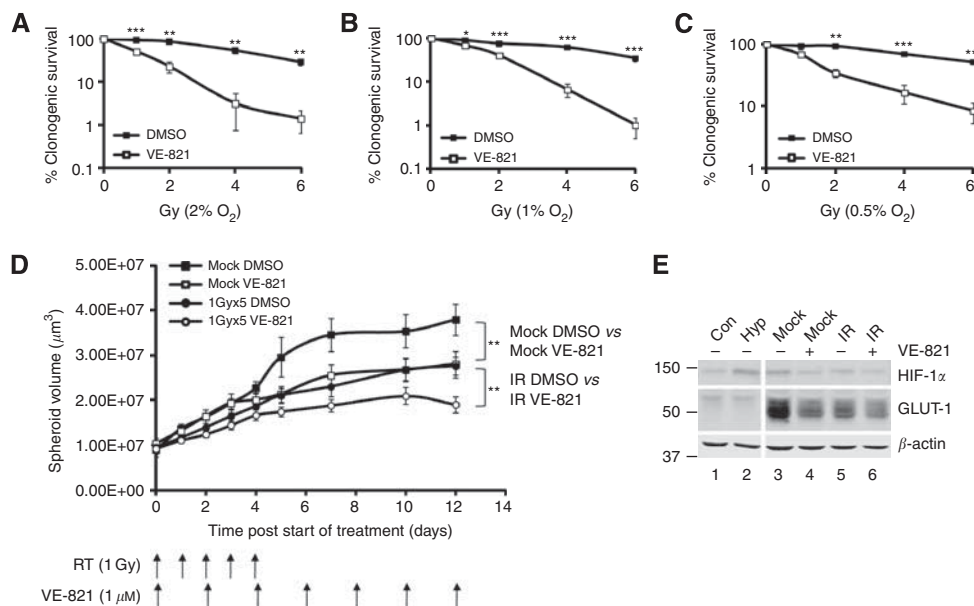 A
B
C
*** ** ** **
* *** *** ***
** *** **
100
10
1
0.1
% Clonogenic survival
DMSO
VE-821
0 2 4 6
Gy (2% O2)
100
10
1
0.1
% Clonogenic survival
DMSO
VE-821
0 2 4 6
Gy (1% O2)
100
10
1
% Clonogenic survival
DMSO
VE-821
0 2 4 6
Gy (0.5% O2)
D
5.00E+07
4.00E+07
3.00E+07
2.00E+07
1.00E+07
0.00E+00
Spheroid volume (μm³)
Mock DMSO
Mock VE-821
1Gyx5 DMSO
1Gyx5 VE-821
** Mock DMSO vs
Mock VE-821
** IR DMSO vs
IR VE-821
0 2 4 6 8 10 12 14
Time post start of treatment (days)
RT (1 Gy)
VE-821 (1 μM)
E
Con Hyp Mock Mock IR IR
– – – + – + VE-821
150 HIF-1α
50 GLUT-1
β-actin
37
1 2 3 4 5 6